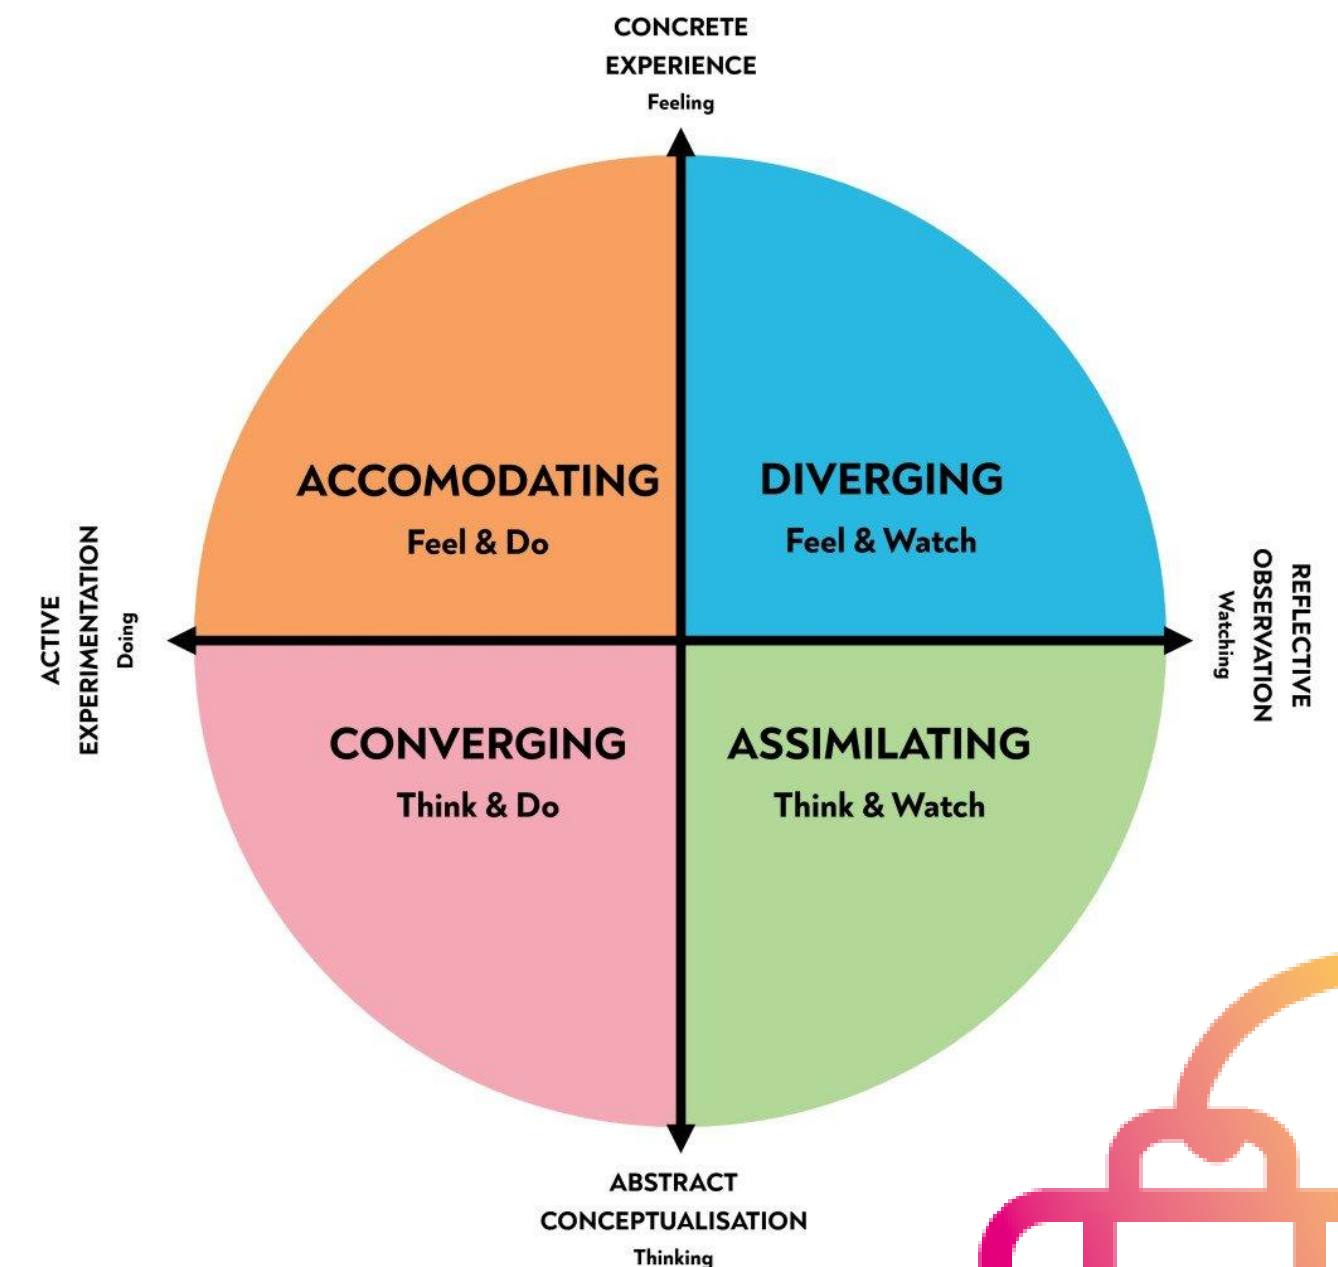 CONCRETE
EXPERIENCE
Feeling
ACCOMODATING
Feel & Do
DIVERGING
Feel & Watch
ACTIVE
EXPERIMENTATION
Doing
REFLECTIVE
OBSERVATION
Watching
CONVERGING
Think & Do
ASSIMILATING
Think & Watch
ABSTRACT
CONCEPTUALISATION
Thinking